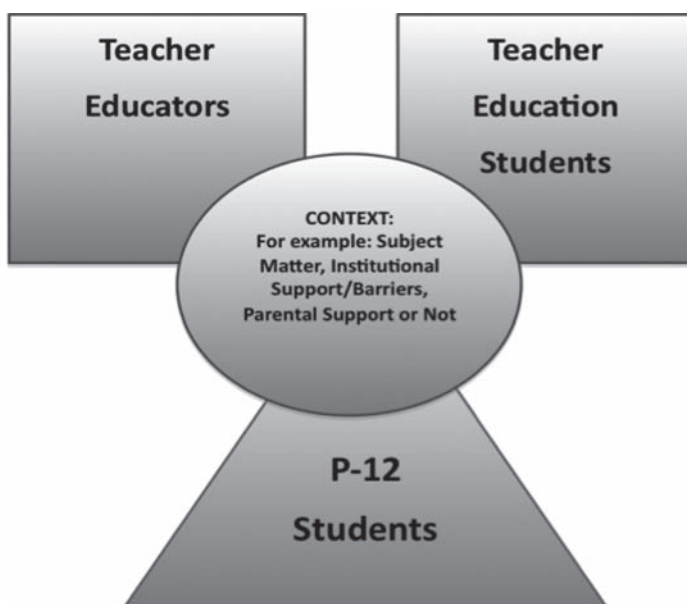 Teacher
Educators
Teacher
Education
Students
CONTEXT:
For example: Subject
Matter, Institutional
Support/Barriers,
Parental Support or Not
P-12
Students